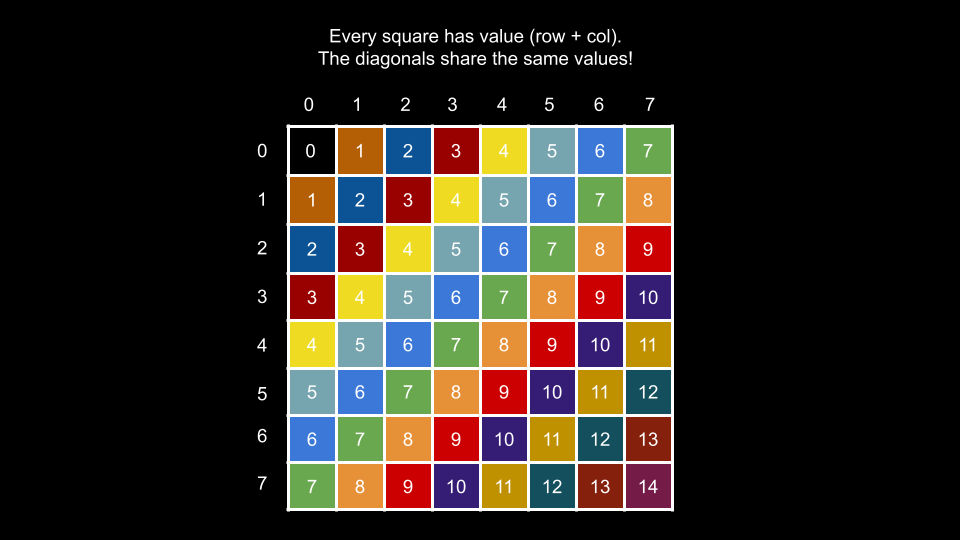 Every square has value (row + col).
The diagonals share the same values!
0 1 2 3 4 5 6 7
0 0 1 2 3 4 5 6 7
1 1 2 3 4 5 6 7 8
2 2 3 4 5 6 7 8 9
3 3 4 5 6 7 8 9 10
4 4 5 6 7 8 9 10 11
5 5 6 7 8 9 10 11 12
6 6 7 8 9 10 11 12 13
7 7 8 9 10 11 12 13 14